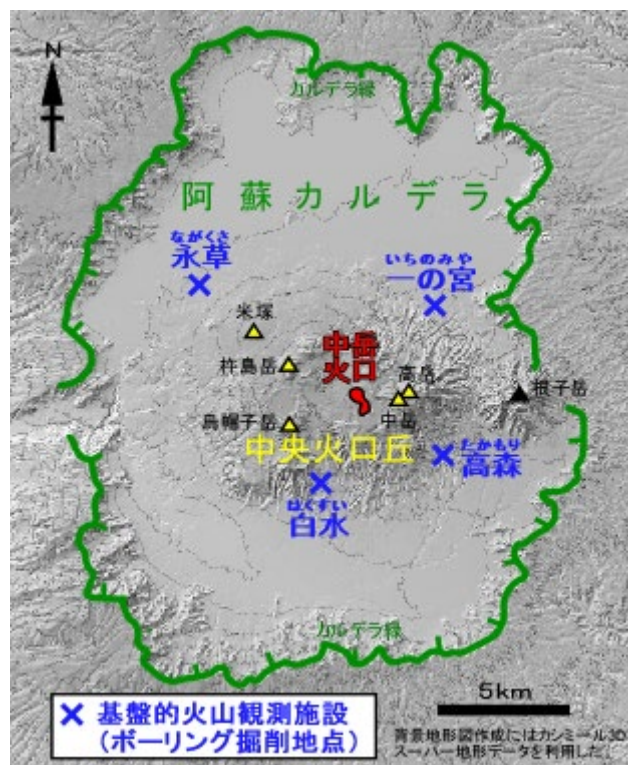 N
カルデラ縁
阿蘇カルデラ
ながくさ
永草
いちのみや
一の宮
米塚
中岳
火口
杵島岳
高岳
根子岳
中岳
烏帽子岳
中央火口丘
たかもり
高森
はくすい
白水
カルデラ縁
5km
基盤的火山観測施設
（ボーリング掘削地点）
背景地形図作成にはカシミール3D
スーパー地形データを利用した。